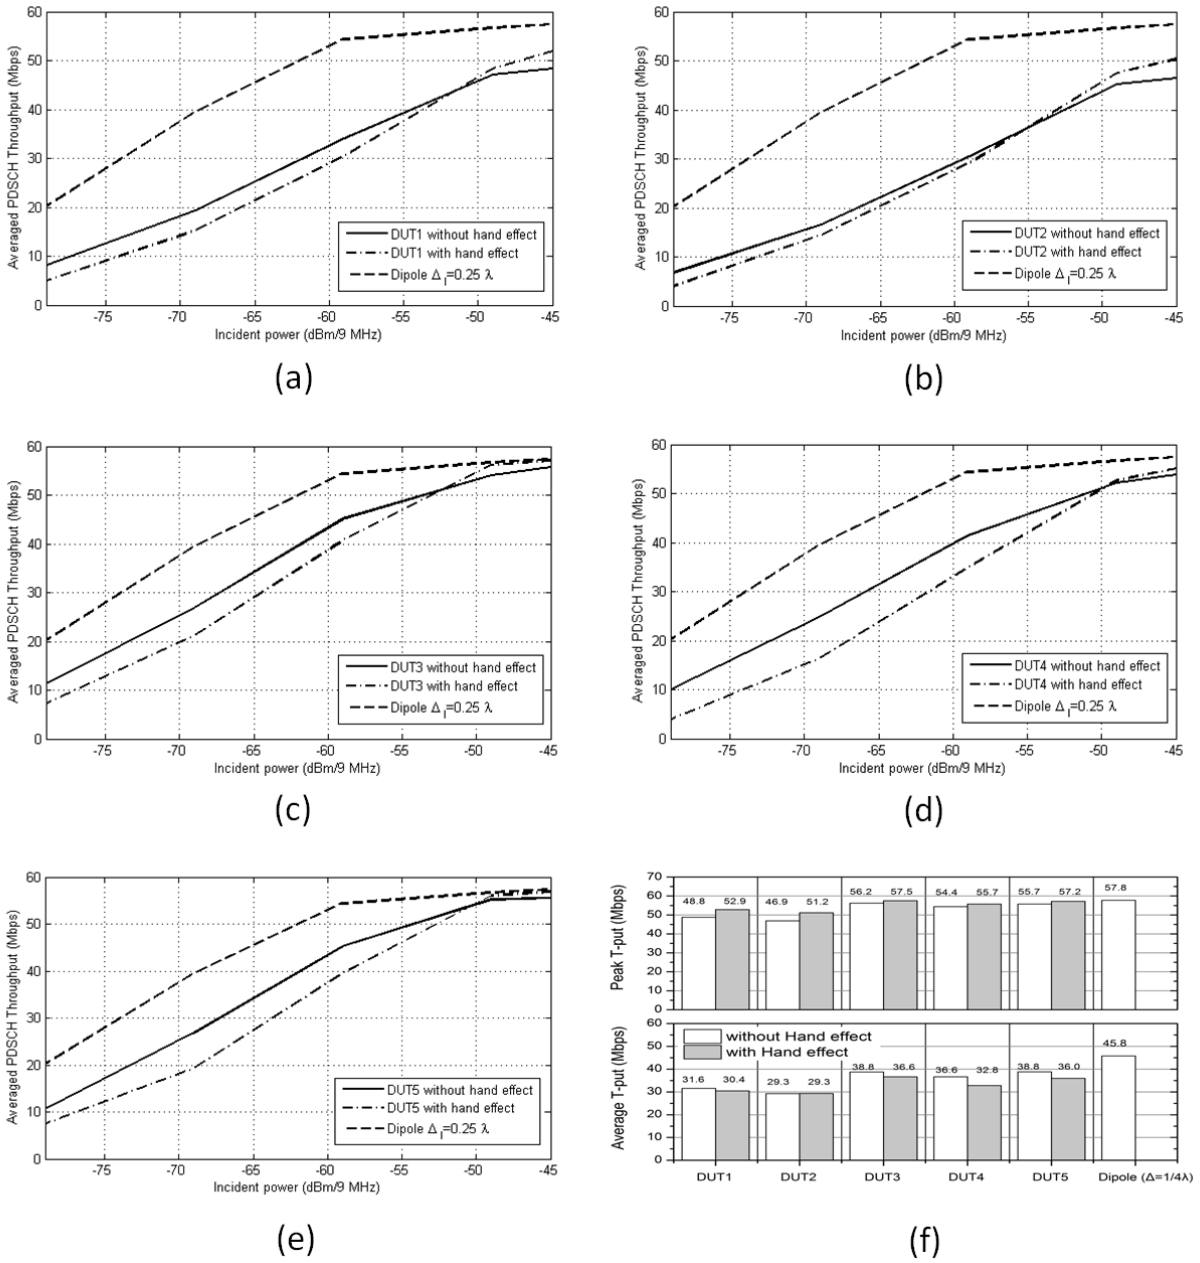 60
50
40
30
20
10
0
Averaged PDSCH Throughput (Mbps)
DUT1 without hand effect
DUT1 with hand effect
Dipole Δl=0.25 λ
-75 -70 -65 -60 -55 -50 -45
Incident power (dBm/9 MHz)
(a)
60
50
40
30
20
10
0
Averaged PDSCH Throughput (Mbps)
DUT2 without hand effect
DUT2 with hand effect
Dipole Δl=0.25 λ
-75 -70 -65 -60 -55 -50 -45
Incident power (dBm/9 MHz)
(b)
60
50
40
30
20
10
0
Averaged PDSCH Throughput (Mbps)
DUT3 without hand effect
DUT3 with hand effect
Dipole Δl=0.25 λ
-75 -70 -65 -60 -55 -50 -45
Incident power (dBm/9 MHz)
(c)
60
50
40
30
20
10
0
Averaged PDSCH Throughput (Mbps)
DUT4 without hand effect
DUT4 with hand effect
Dipole Δl=0.25 λ
-75 -70 -65 -60 -55 -50 -45
Incident power (dBm/9 MHz)
(d)
60
50
40
30
20
10
0
Averaged PDSCH Throughput (Mbps)
DUT5 without hand effect
DUT5 with hand effect
Dipole Δl=0.25 λ
-75 -70 -65 -60 -55 -50 -45
Incident power (dBm/9 MHz)
(e)
70
60
50
40
30
20
10
0
Peak T-put (Mbps)
48.8 52.9 46.9 51.2 56.2 57.5 54.4 55.7 55.7 57.2 57.8
60
50
40
30
20
10
0
Average T-put (Mbps)
without Hand effect
with Hand effect
31.6 30.4 29.3 29.3 38.8 36.6 36.6 32.8 38.8 36.0 45.8
DUT1 DUT2 DUT3 DUT4 DUT5 Dipole (Δ=1/4λ)
(f)